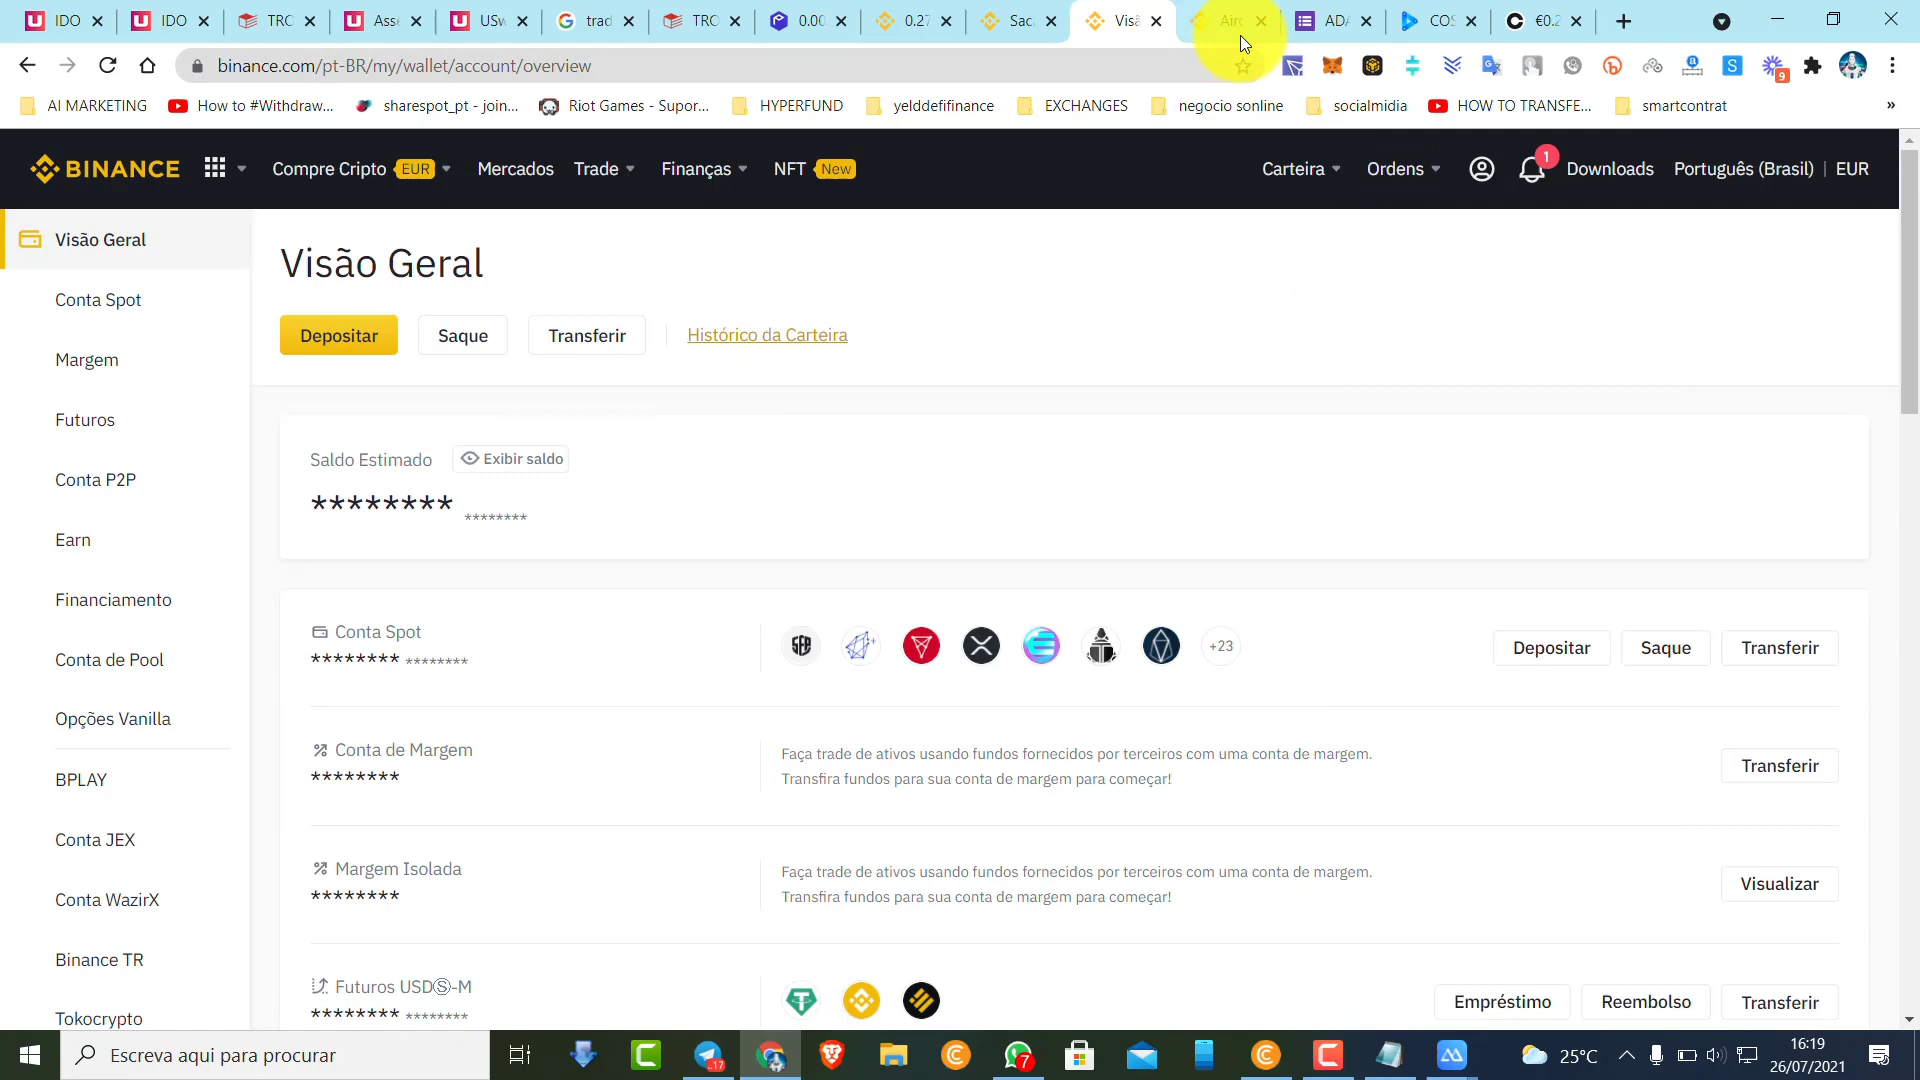 IDO
IDO
TRC
Ass
USw
trad
TRC
0.00
0.27
Sac
Visã
Airc
ADA
COS
€0.2
binance.com/pt-BR/my/wallet/account/overview
9
AI MARKETING
How to #Withdraw...
sharespot_pt - join...
Riot Games - Supor...
HYPERFUND
yelddefifinance
EXCHANGES
negocio sonline
socialmidia
HOW TO TRANSFE...
smartcontrat
»
BINANCE
Compre Cripto EUR
Mercados
Trade
Finanças
NFT New
Carteira
Ordens
1
Downloads
Português (Brasil) | EUR
Visão Geral
Conta Spot
Margem
Futuros
Conta P2P
Earn
Financiamento
Conta de Pool
Opções Vanilla
BPLAY
Conta JEX
Conta WazirX
Binance TR
Tokocrypto
Visão Geral
Depositar
Saque
Transferir
Histórico da Carteira
Saldo Estimado
Exibir saldo
******** ********
Conta Spot
******** ********
+23
Depositar
Saque
Transferir
Conta de Margem
********
Faça trade de ativos usando fundos fornecidos por terceiros com uma conta de margem.
Transfira fundos para sua conta de margem para começar!
Transferir
Margem Isolada
********
Faça trade de ativos usando fundos fornecidos por terceiros com uma conta de margem.
Transfira fundos para sua conta de margem para começar!
Visualizar
Futuros USDⓈ-M
******** ********
Empréstimo
Reembolso
Transferir
Escreva aqui para procurar
17
7
25°C
16:19
26/07/2021